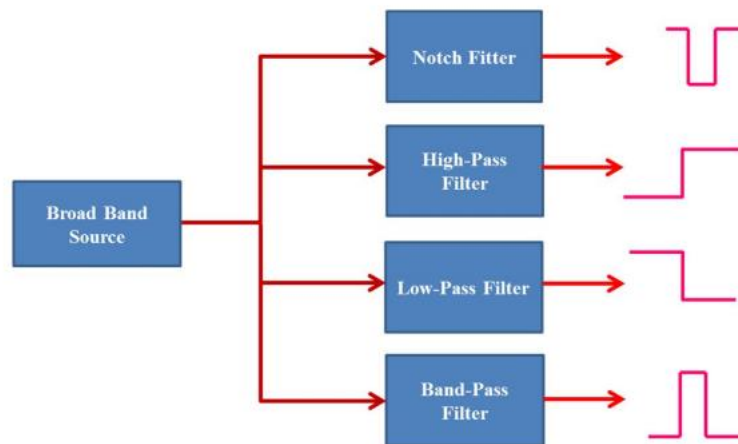 Notch Fitter
High-Pass
Filter
Broad Band
Source
Low-Pass Filter
Band-Pass
Filter